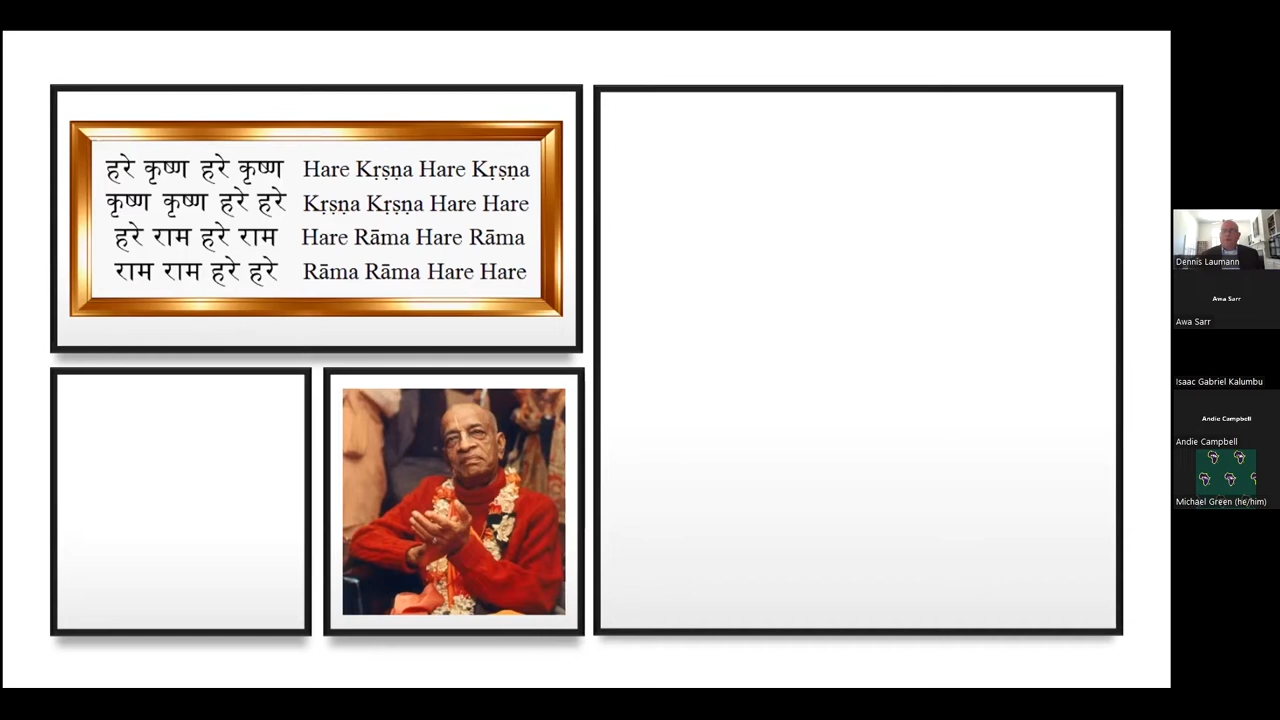 हरे कृष्ण हरे कृष्ण Hare Kṛṣṇa Hare Kṛṣṇa
कृष्ण कृष्ण हरे हरे Kṛṣṇa Kṛṣṇa Hare Hare
हरे राम हरे राम Hare Rāma Hare Rāma
राम राम हरे हरे Rāma Rāma Hare Hare
Dennis Laumann
Awa Sarr
Awa Sarr
Isaac Gabriel Kalumbu
Andie Campbell
Andie Campbell
Michael Green (he/him)